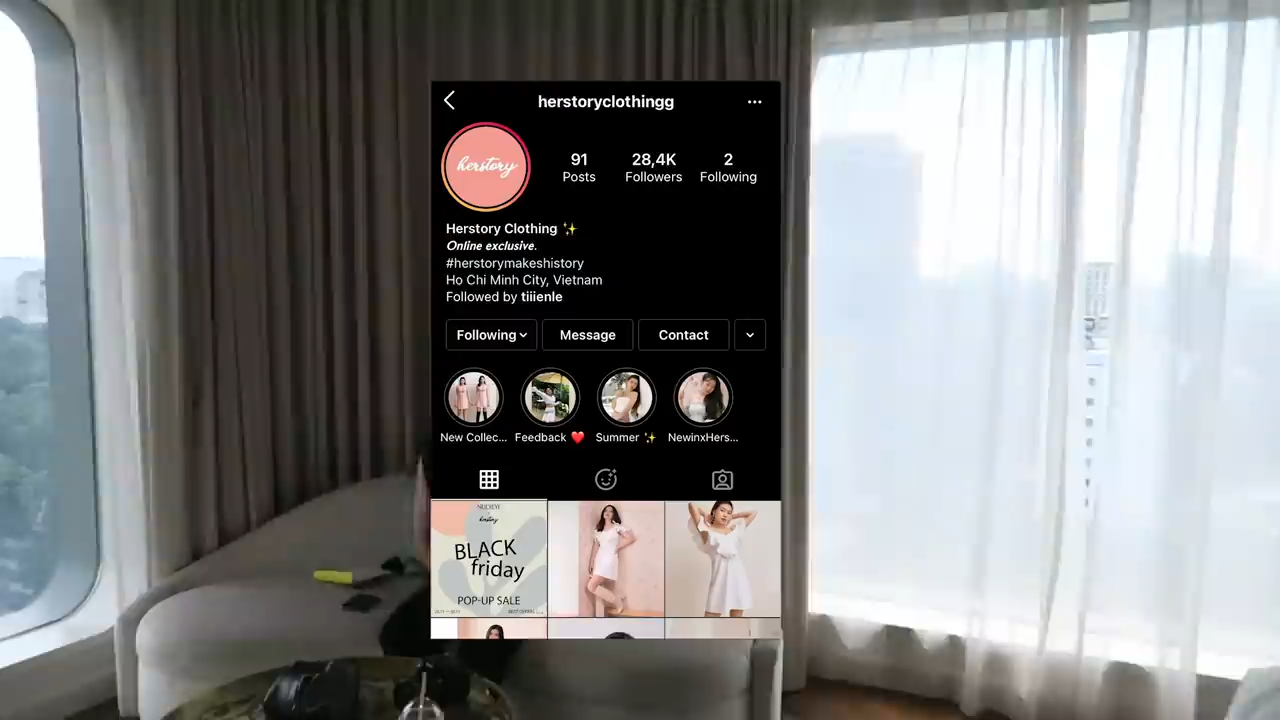 herstoryclothingg
herstory
91
Posts
28,4K
Followers
2
Following
Herstory Clothing ✨
Online exclusive.
#herstorymakeshistory
Ho Chi Minh City, Vietnam
Followed by tiiienle
Following
Message
Contact
New Collec...
Feedback ❤️
Summer ✨
NewinxHers...
herstory
BLACK
friday
POP-UP SALE